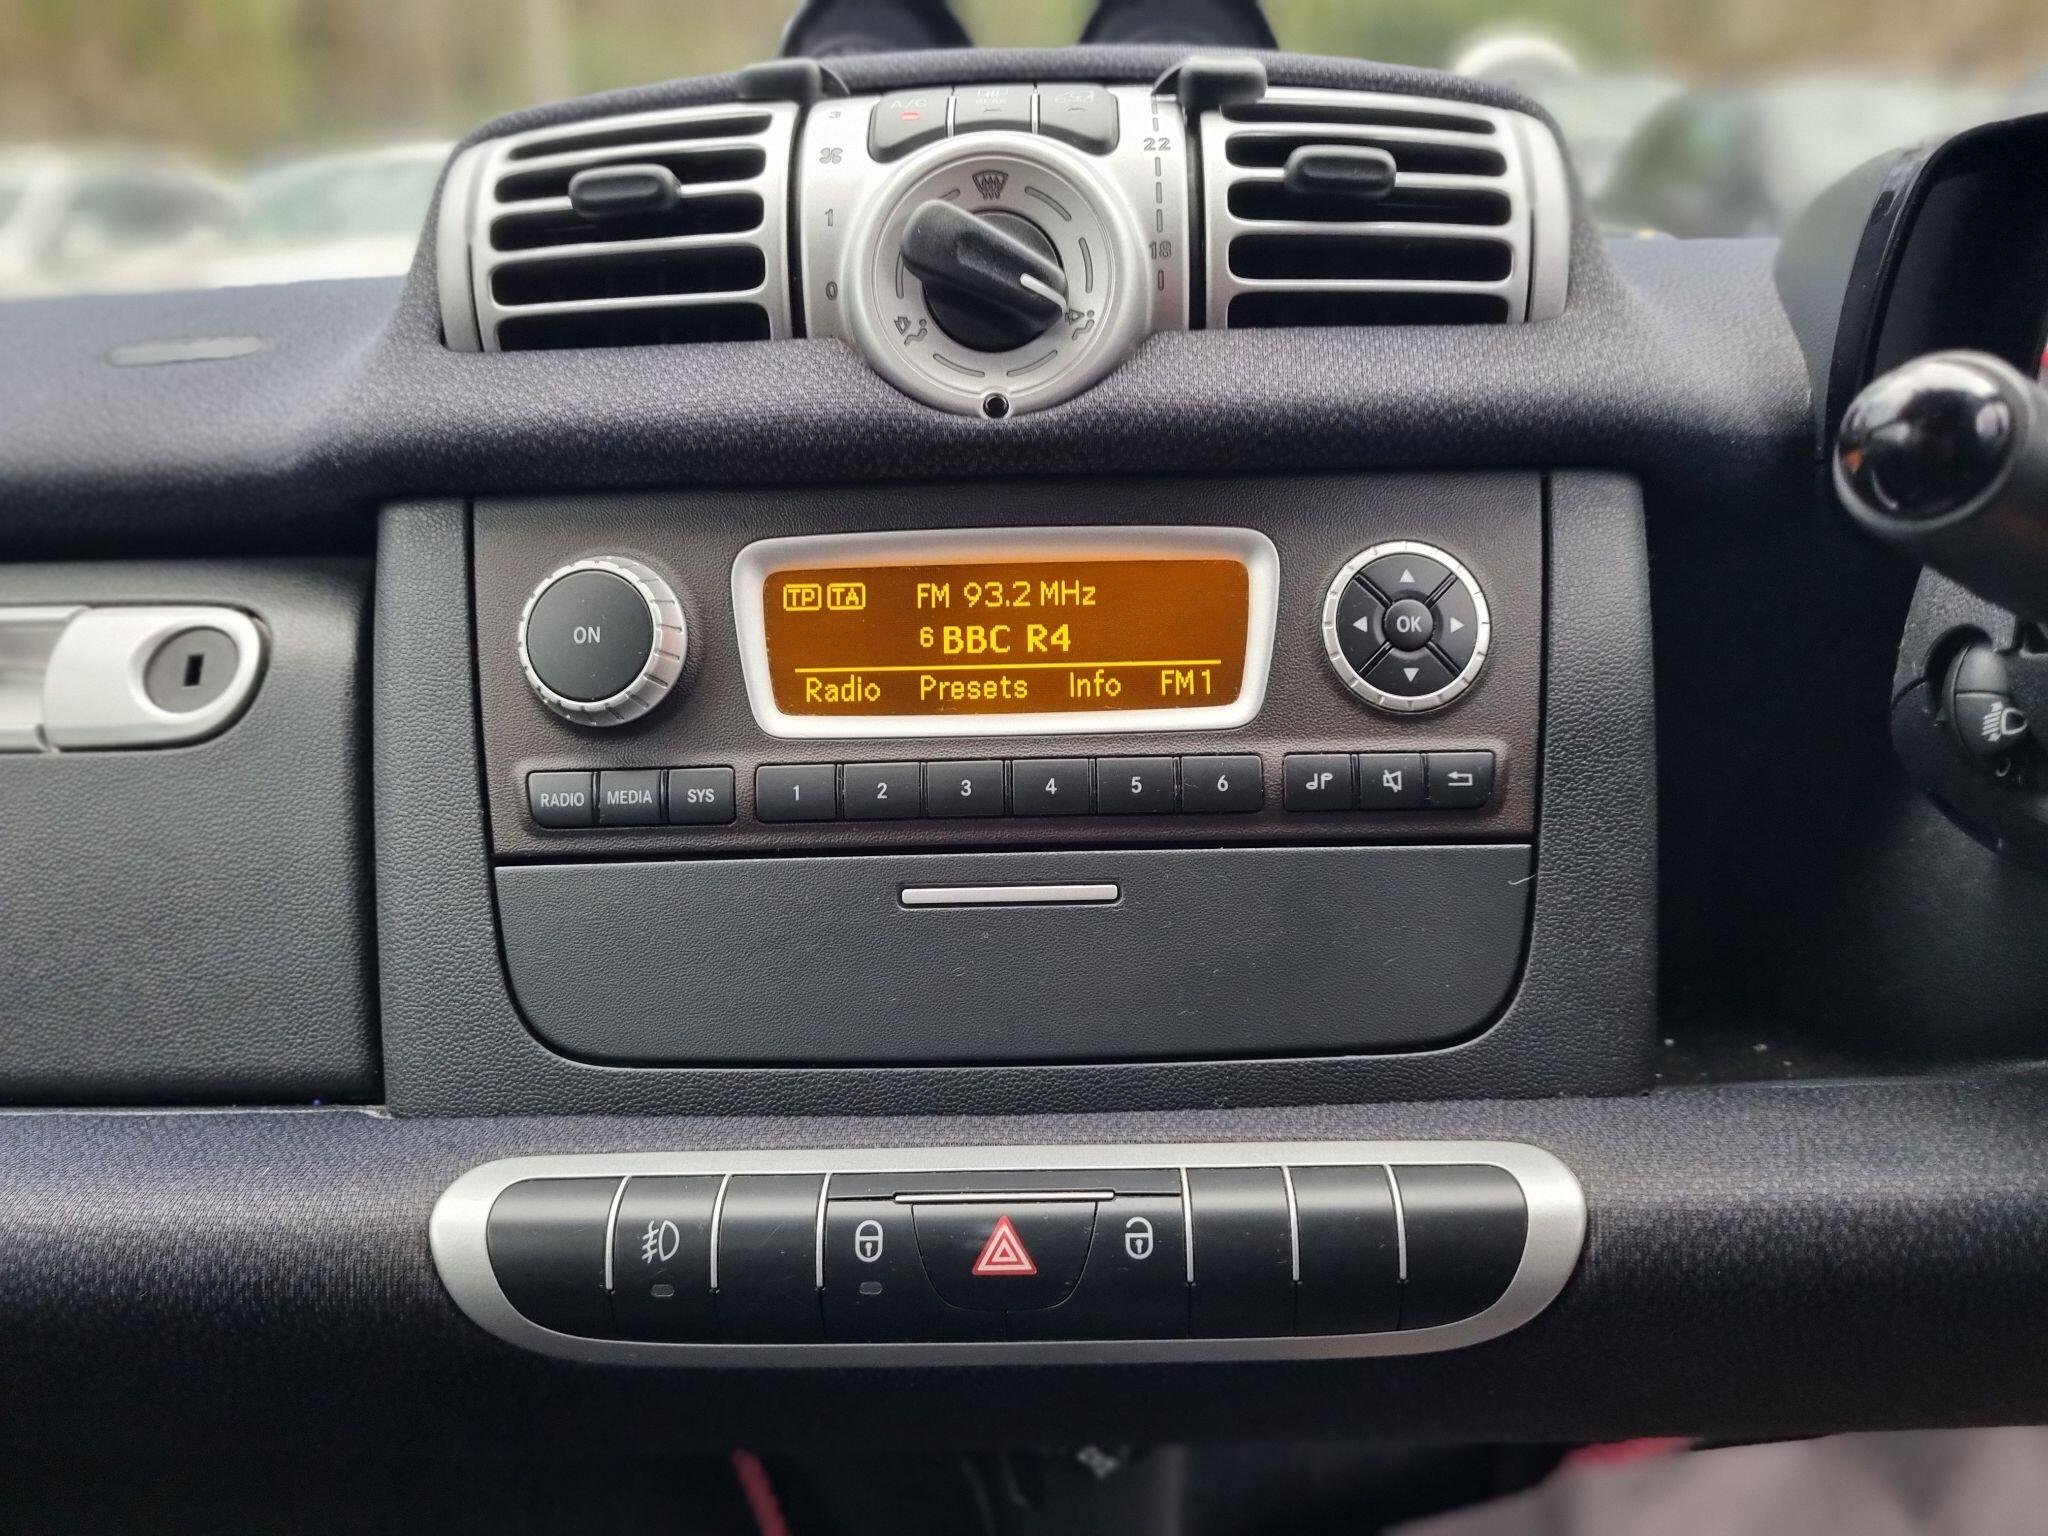 A/C REAR
3
22
1
18
0
TP TA FM 93.2 MHz
6 BBC R4
Radio Presets Info FM1
ON
OK
RADIO MEDIA SYS 1 2 3 4 5 6